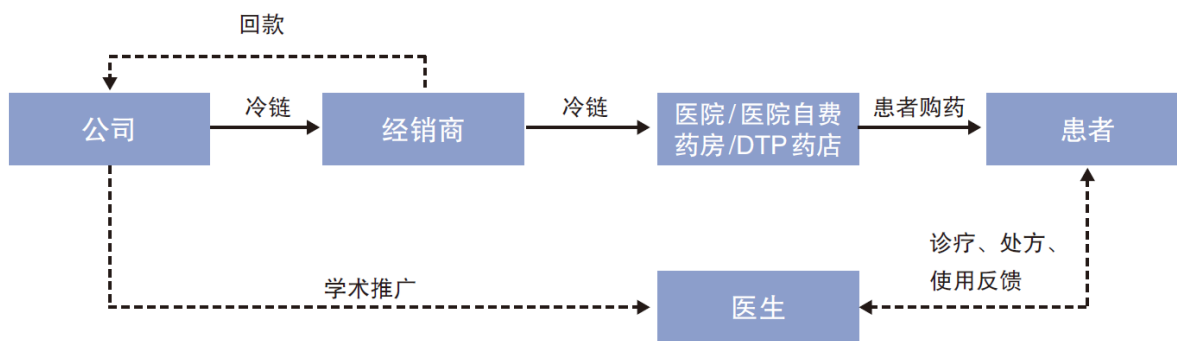 回款
公司
冷链
经销商
冷链
医院/医院自费
药房/DTP药店
患者购药
患者
学术推广
医生
诊疗、处方、
使用反馈